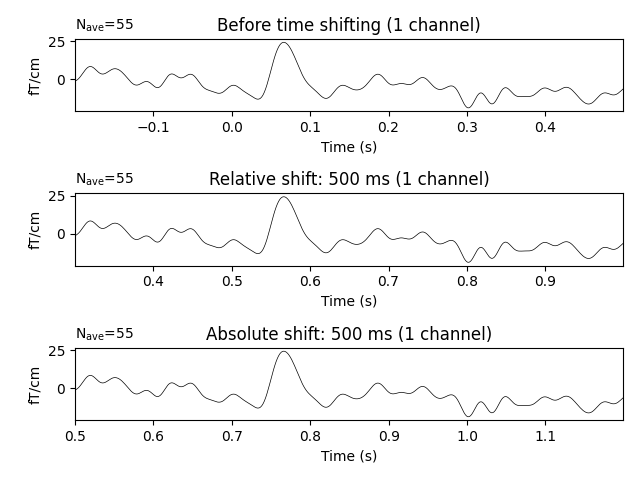 Nave=55 Before time shifting (1 channel)
25
0
fT/cm
−0.1 0.0 0.1 0.2 0.3 0.4
Time (s)
Nave=55 Relative shift: 500 ms (1 channel)
25
0
fT/cm
0.4 0.5 0.6 0.7 0.8 0.9
Time (s)
Nave=55 Absolute shift: 500 ms (1 channel)
25
0
fT/cm
0.5 0.6 0.7 0.8 0.9 1.0 1.1
Time (s)